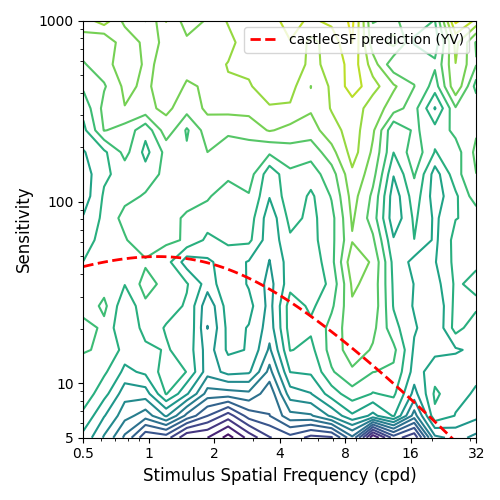 1000
castleCSF prediction (YV)
100
10
5
Sensitivity
0.5 1 2 4 8 16 32
Stimulus Spatial Frequency (cpd)